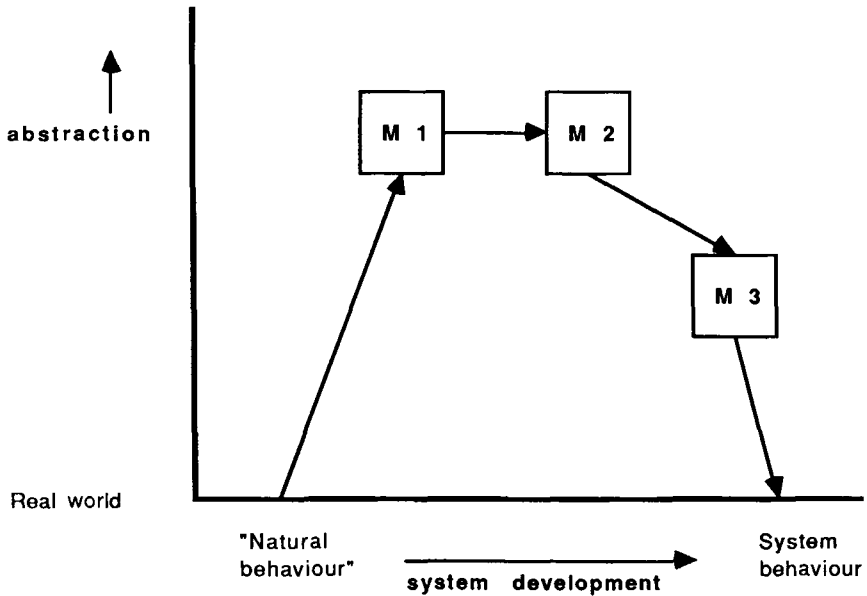 abstraction
M 1
M 2
M 3
Real world
"Natural
behaviour"
system development
System
behaviour